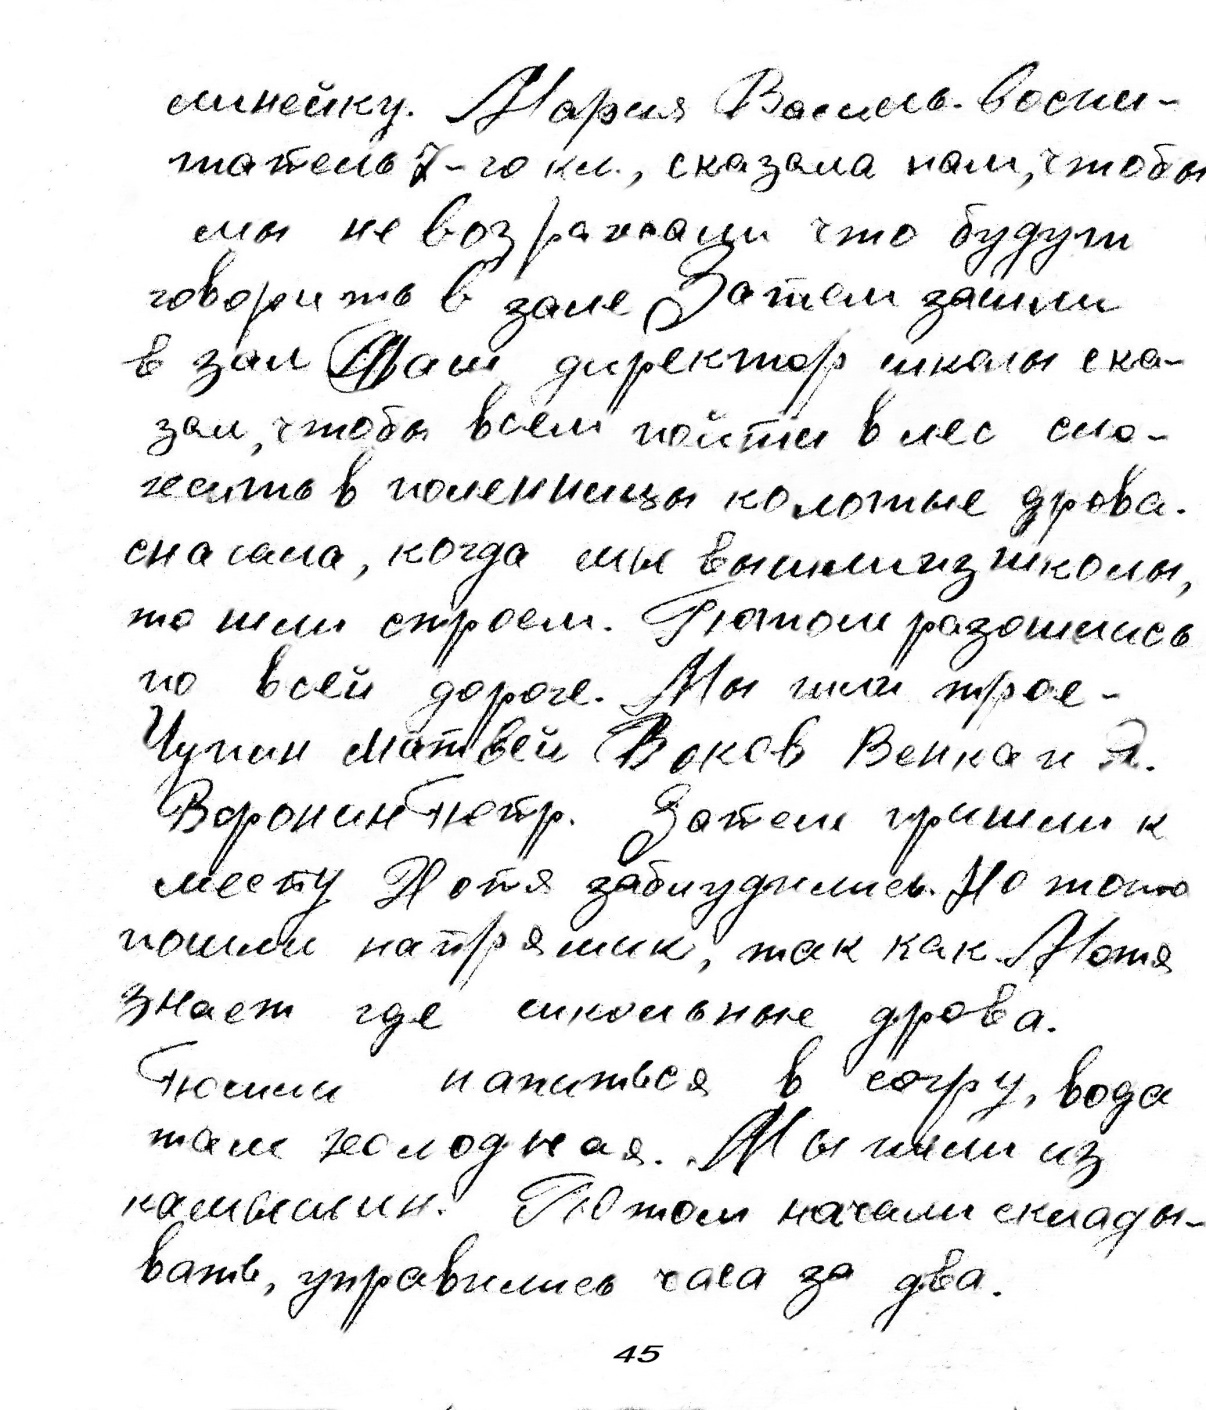 линейку. Мария Василь. воспи-
татель 7-го кл., сказала нам, чтобы
мы не возражали что будут
говорить в зале Затем зашли
в зал Наш директор школы ска-
зал, чтобы всем пойти в лес сло-
жить в поленницы колотые дрова.
сначала, когда мы вышли из школы,
то шли строем. Потом разошлись
по всей дороге. Мы шли трое-
Чупин Матвей Воков Венка и Я.
Воронин Пётр. Затем пришли к
месту Хотя заблудились. Но
пошли напрямик, так как Мотя
знает где школьные дрова.
Пошли напиться в согру, вода
там холодная. Мы пили из
камышин. Потом начали склады-
вать, управились часа за два.
45